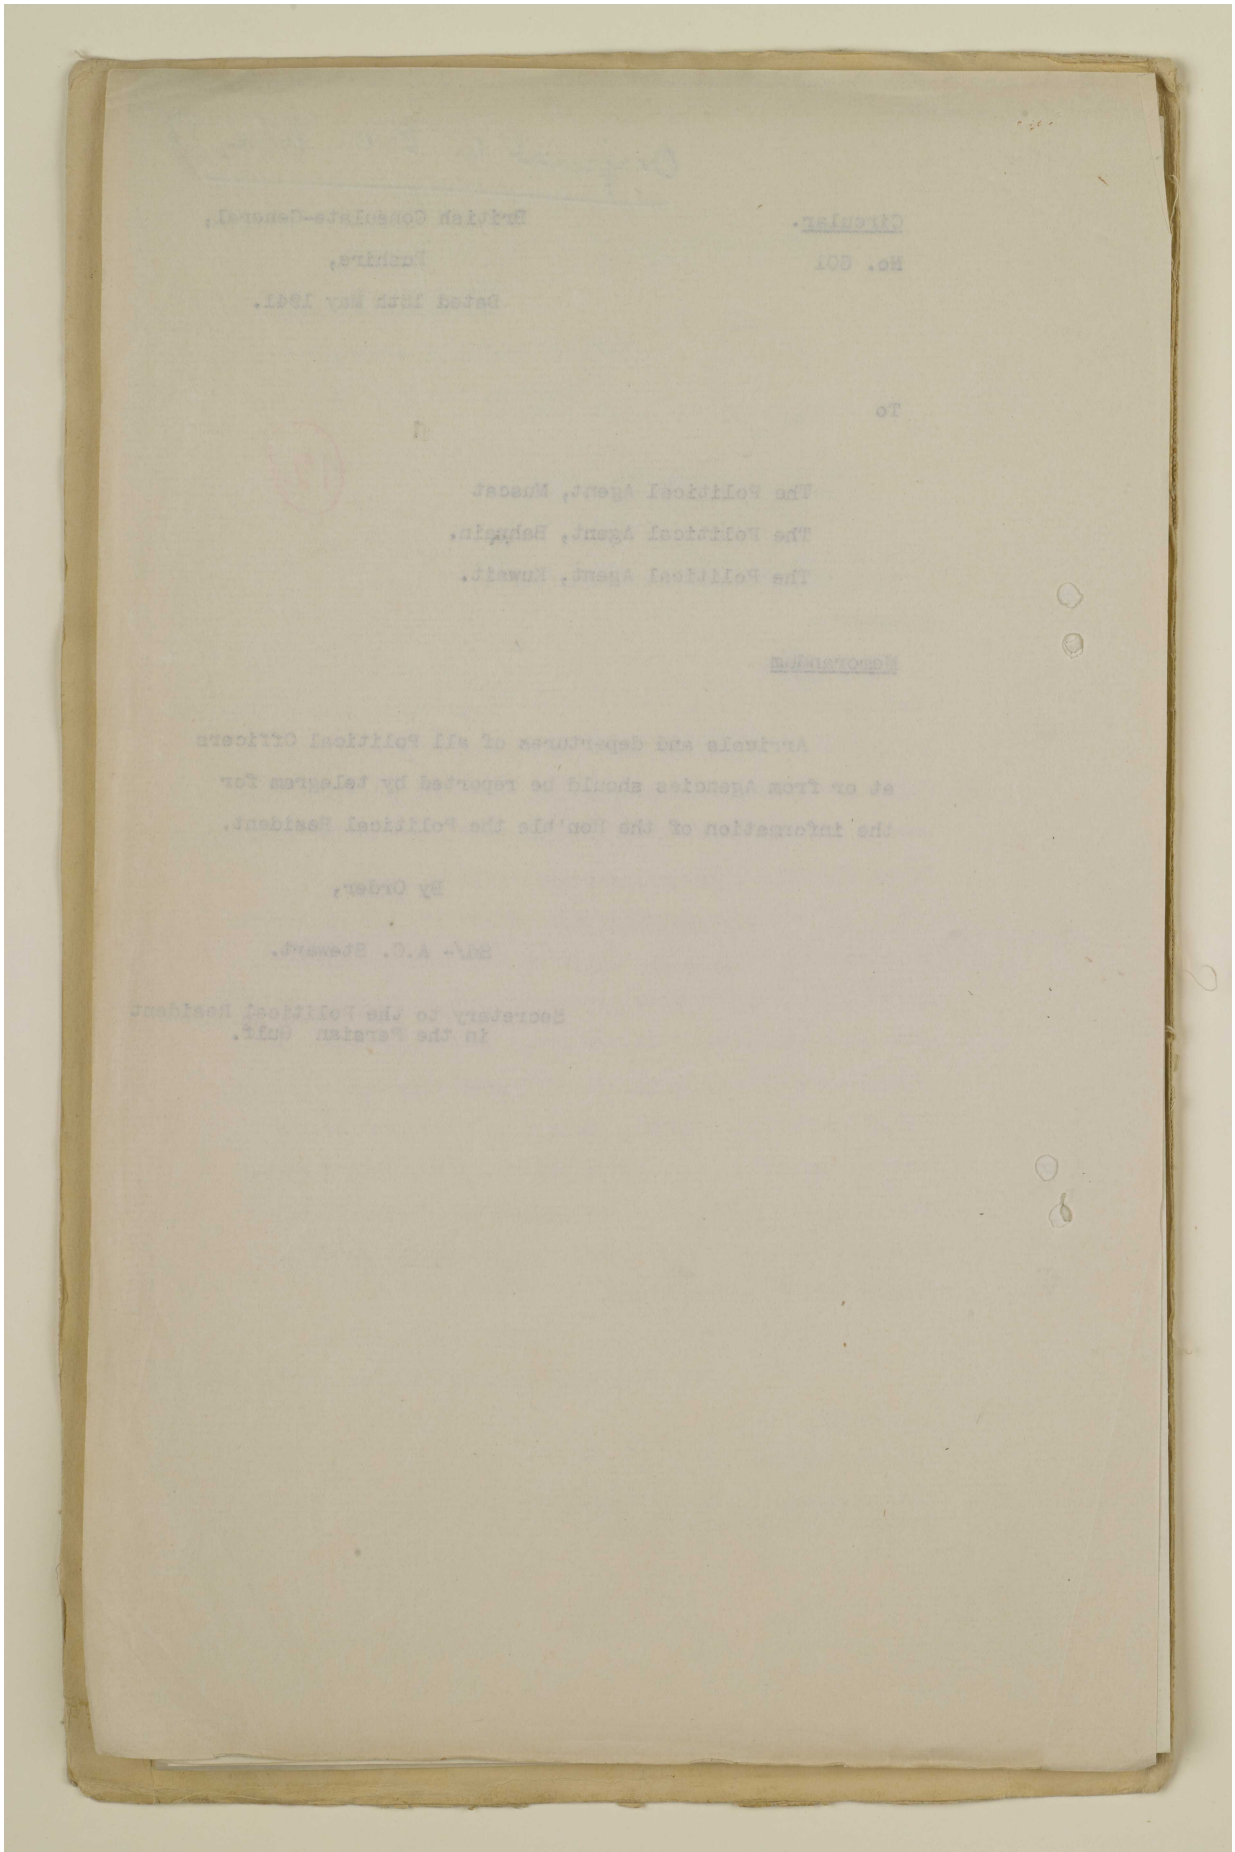 Circular.
British Consulate-General,
No. 601
Bushire,
Dated 15th May 1941.
To
The Political Agent, Muscat
The Political Agent, Bahrain.
The Political Agent, Kuwait.
Memorandum
Arrivals and departures of all Political Officers
at or from Agencies should be reported by telegram for
the information of the Hon'ble the Political Resident.
By Order,
Sd/- A.C. Stewart.
Secretary to the Political Resident
in the Persian Gulf.